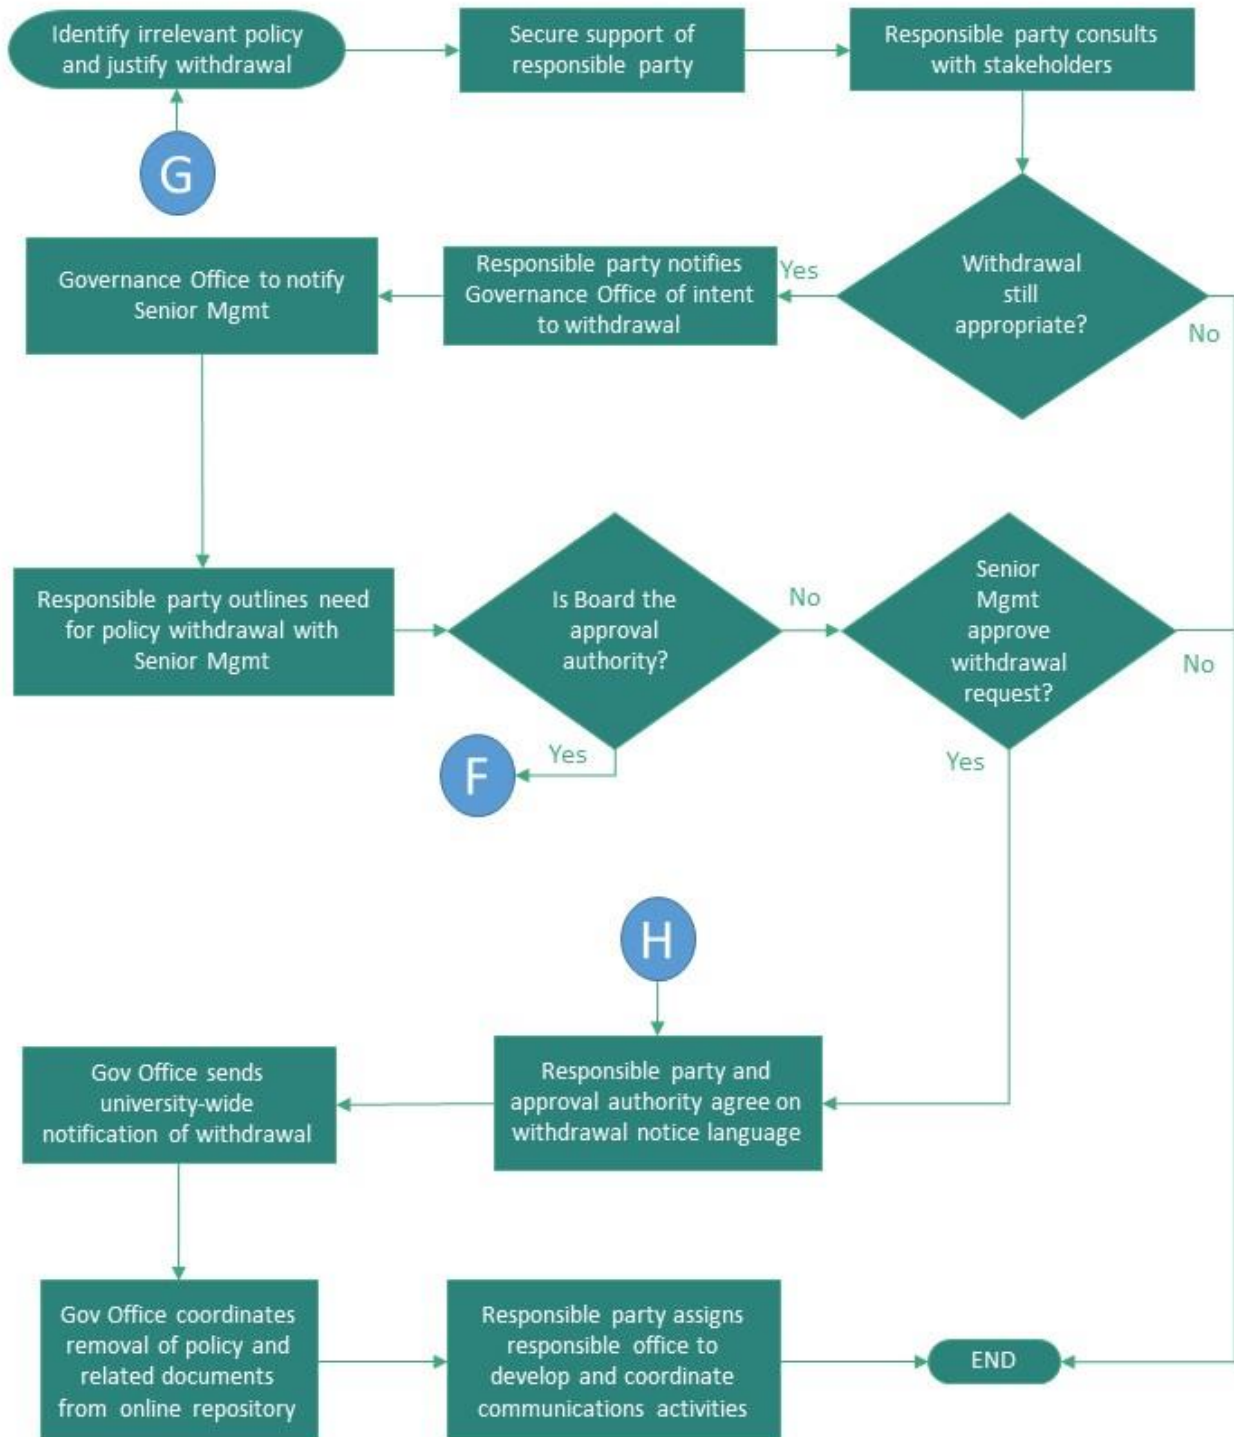 Identify irrelevant policy
and justify withdrawal
Secure support of
responsible party
Responsible party consults
with stakeholders
G
Governance Office to notify
Senior Mgmt
Responsible party notifies
Governance Office of intent
to withdrawal
Yes
Withdrawal
still
appropriate?
No
Responsible party outlines need
for policy withdrawal with
Senior Mgmt
Is Board the
approval
authority?
No
Senior
Mgmt
approve
withdrawal
request?
No
Yes
F
Yes
H
Gov Office sends
university-wide
notification of withdrawal
Responsible party and
approval authority agree on
withdrawal notice language
Gov Office coordinates
removal of policy and
related documents
from online repository
Responsible party assigns
responsible office to
develop and coordinate
communications activities
END